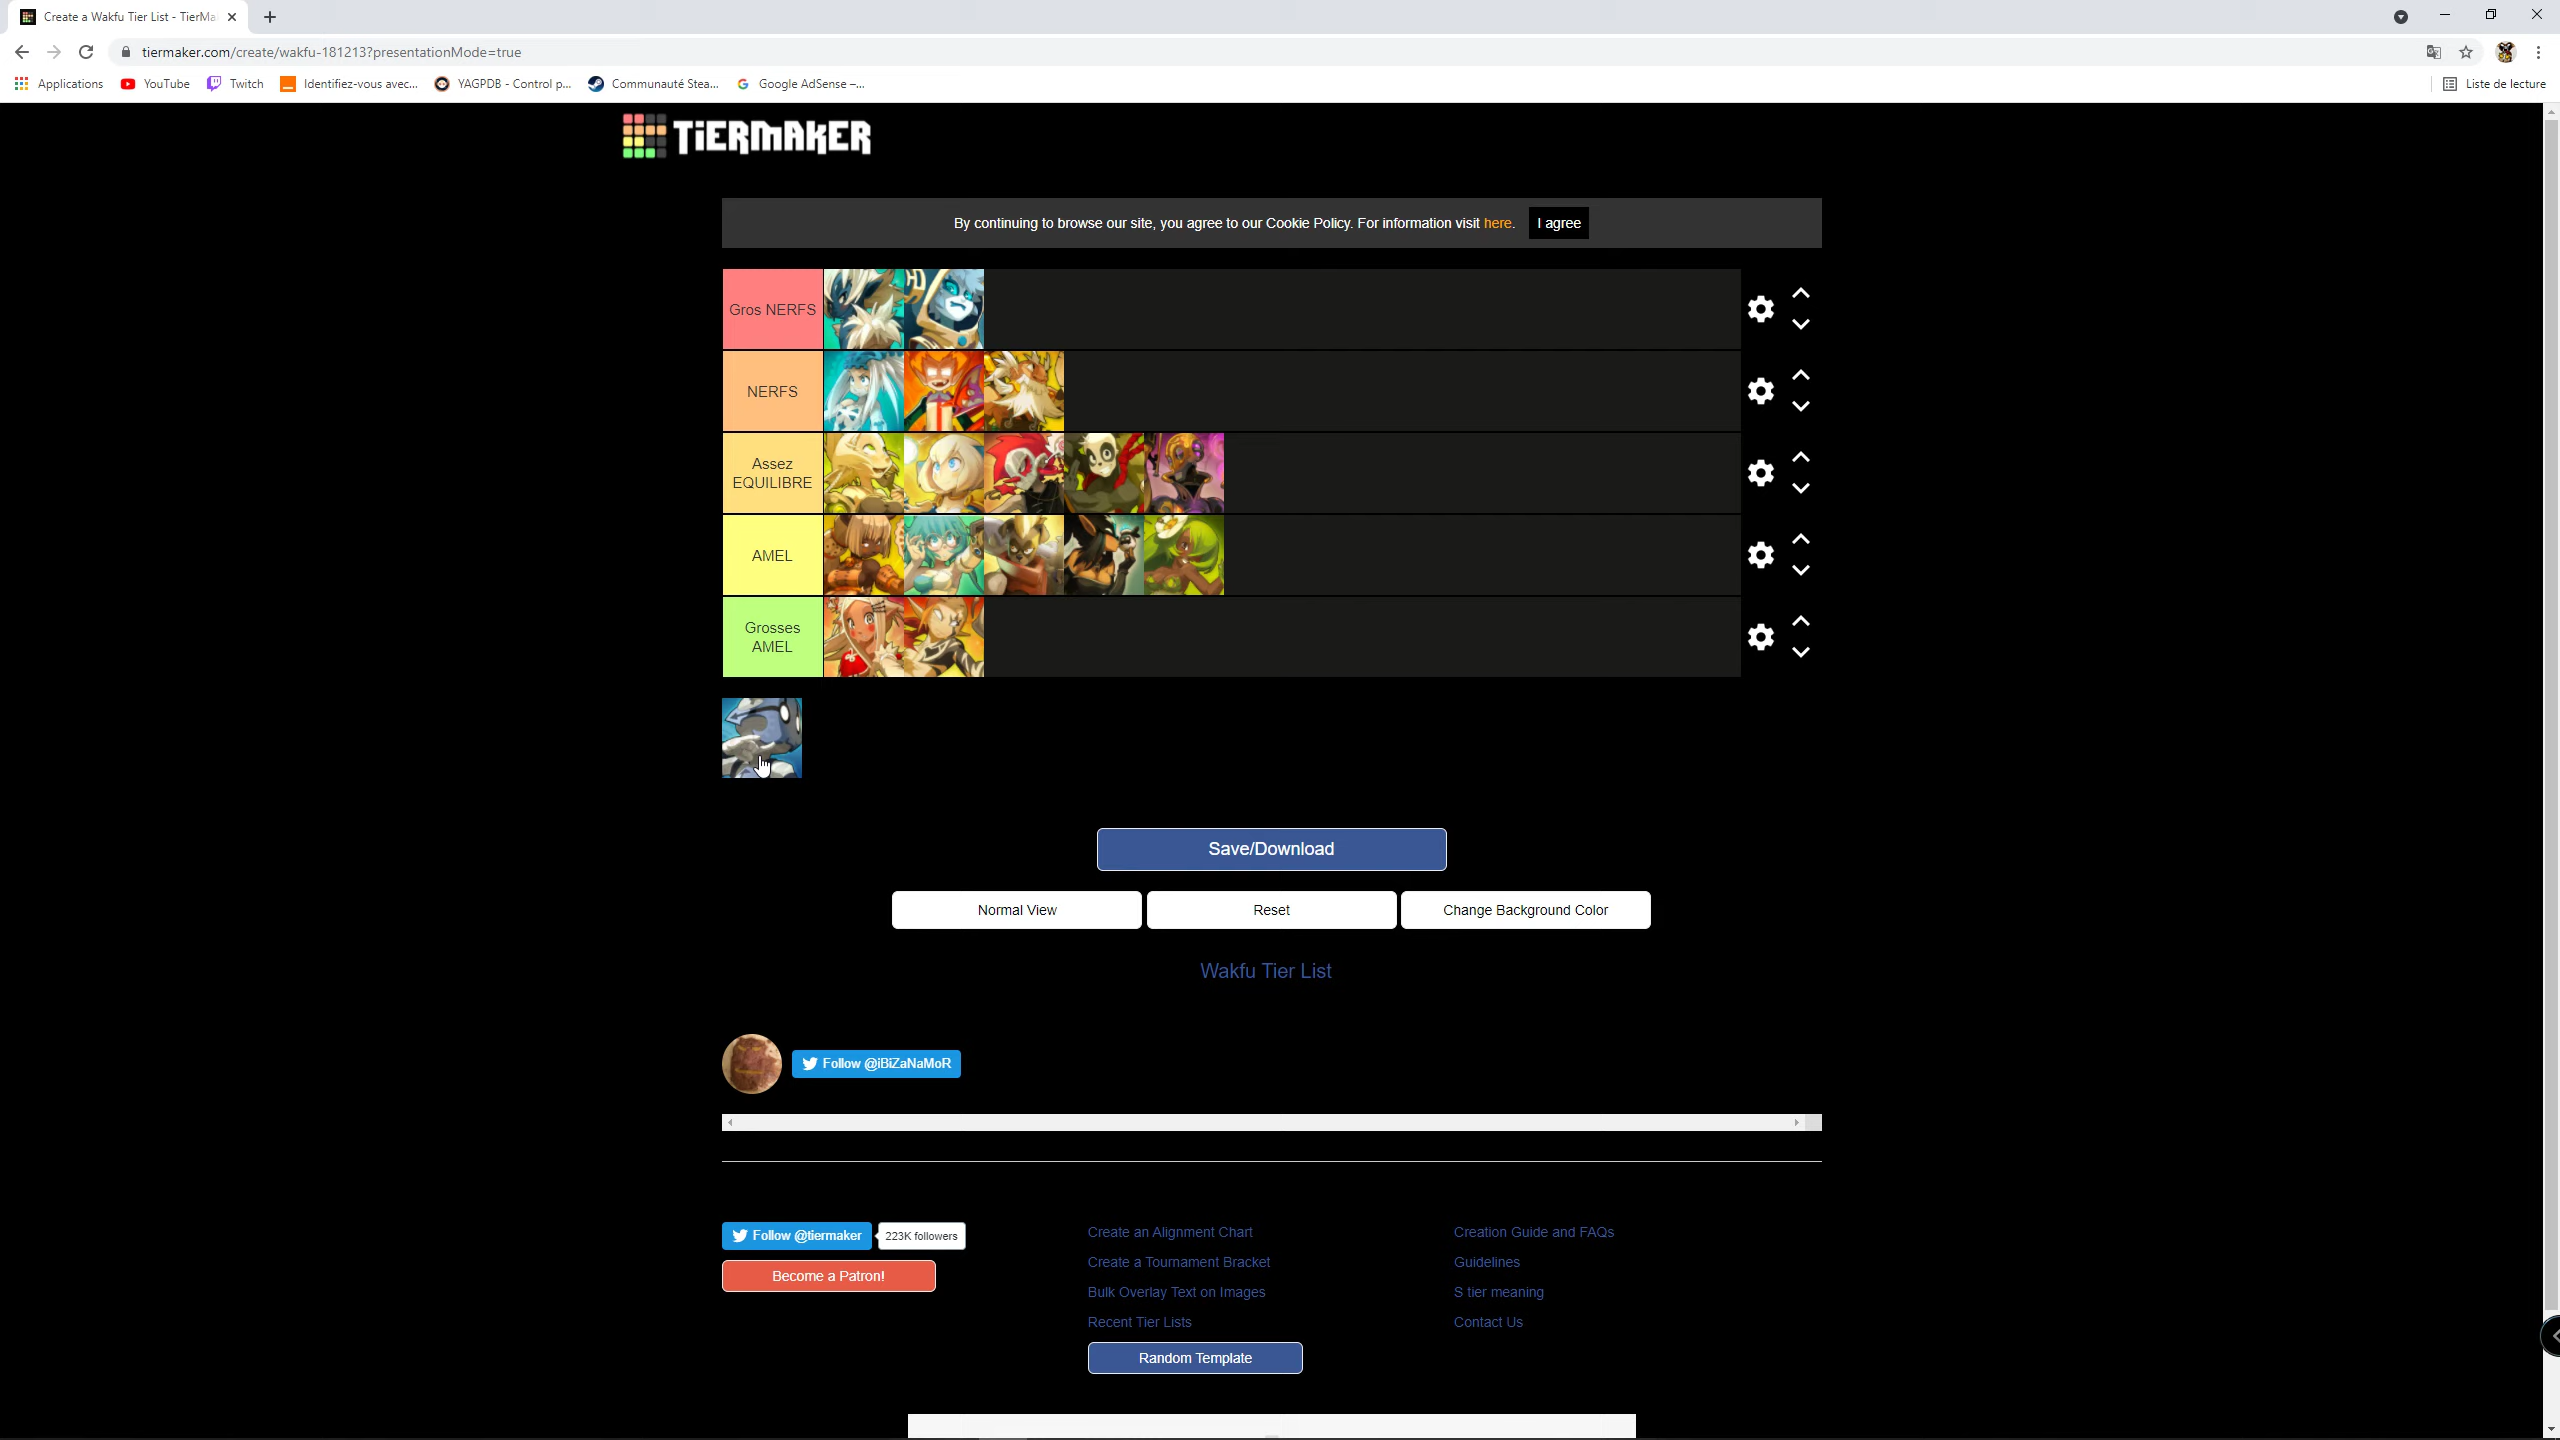 Create a Wakfu Tier List - TierMa
tiermaker.com/create/wakfu-181213?presentationMode=true
Applications YouTube Twitch Identifiez-vous avec... YAGPDB - Control p... Communauté Stea... Google AdSense –... Liste de lecture
TiERMAKER
By continuing to browse our site, you agree to our Cookie Policy. For information visit here. I agree
Gros NERFS
NERFS
Assez
EQUILIBRE
AMEL
Grosses
AMEL
Save/Download
Normal View Reset Change Background Color
Wakfu Tier List
Follow @iBiZaNaMoR
Follow @tiermaker 223K followers
Become a Patron!
Create an Alignment Chart
Create a Tournament Bracket
Bulk Overlay Text on Images
Recent Tier Lists
Random Template
Creation Guide and FAQs
Guidelines
S tier meaning
Contact Us